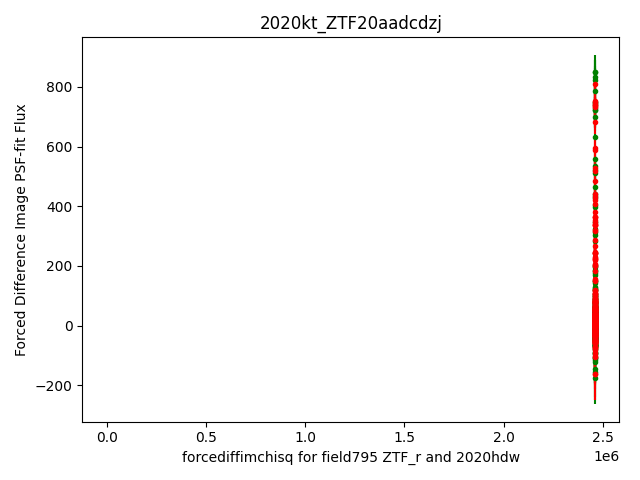 2020kt_ZTF20aadcdzj
Forced Difference Image PSF-fit Flux
800
600
400
200
0
−200
0.0 0.5 1.0 1.5 2.0 2.5
1e6
forcediffimchisq for field795 ZTF_r and 2020hdw